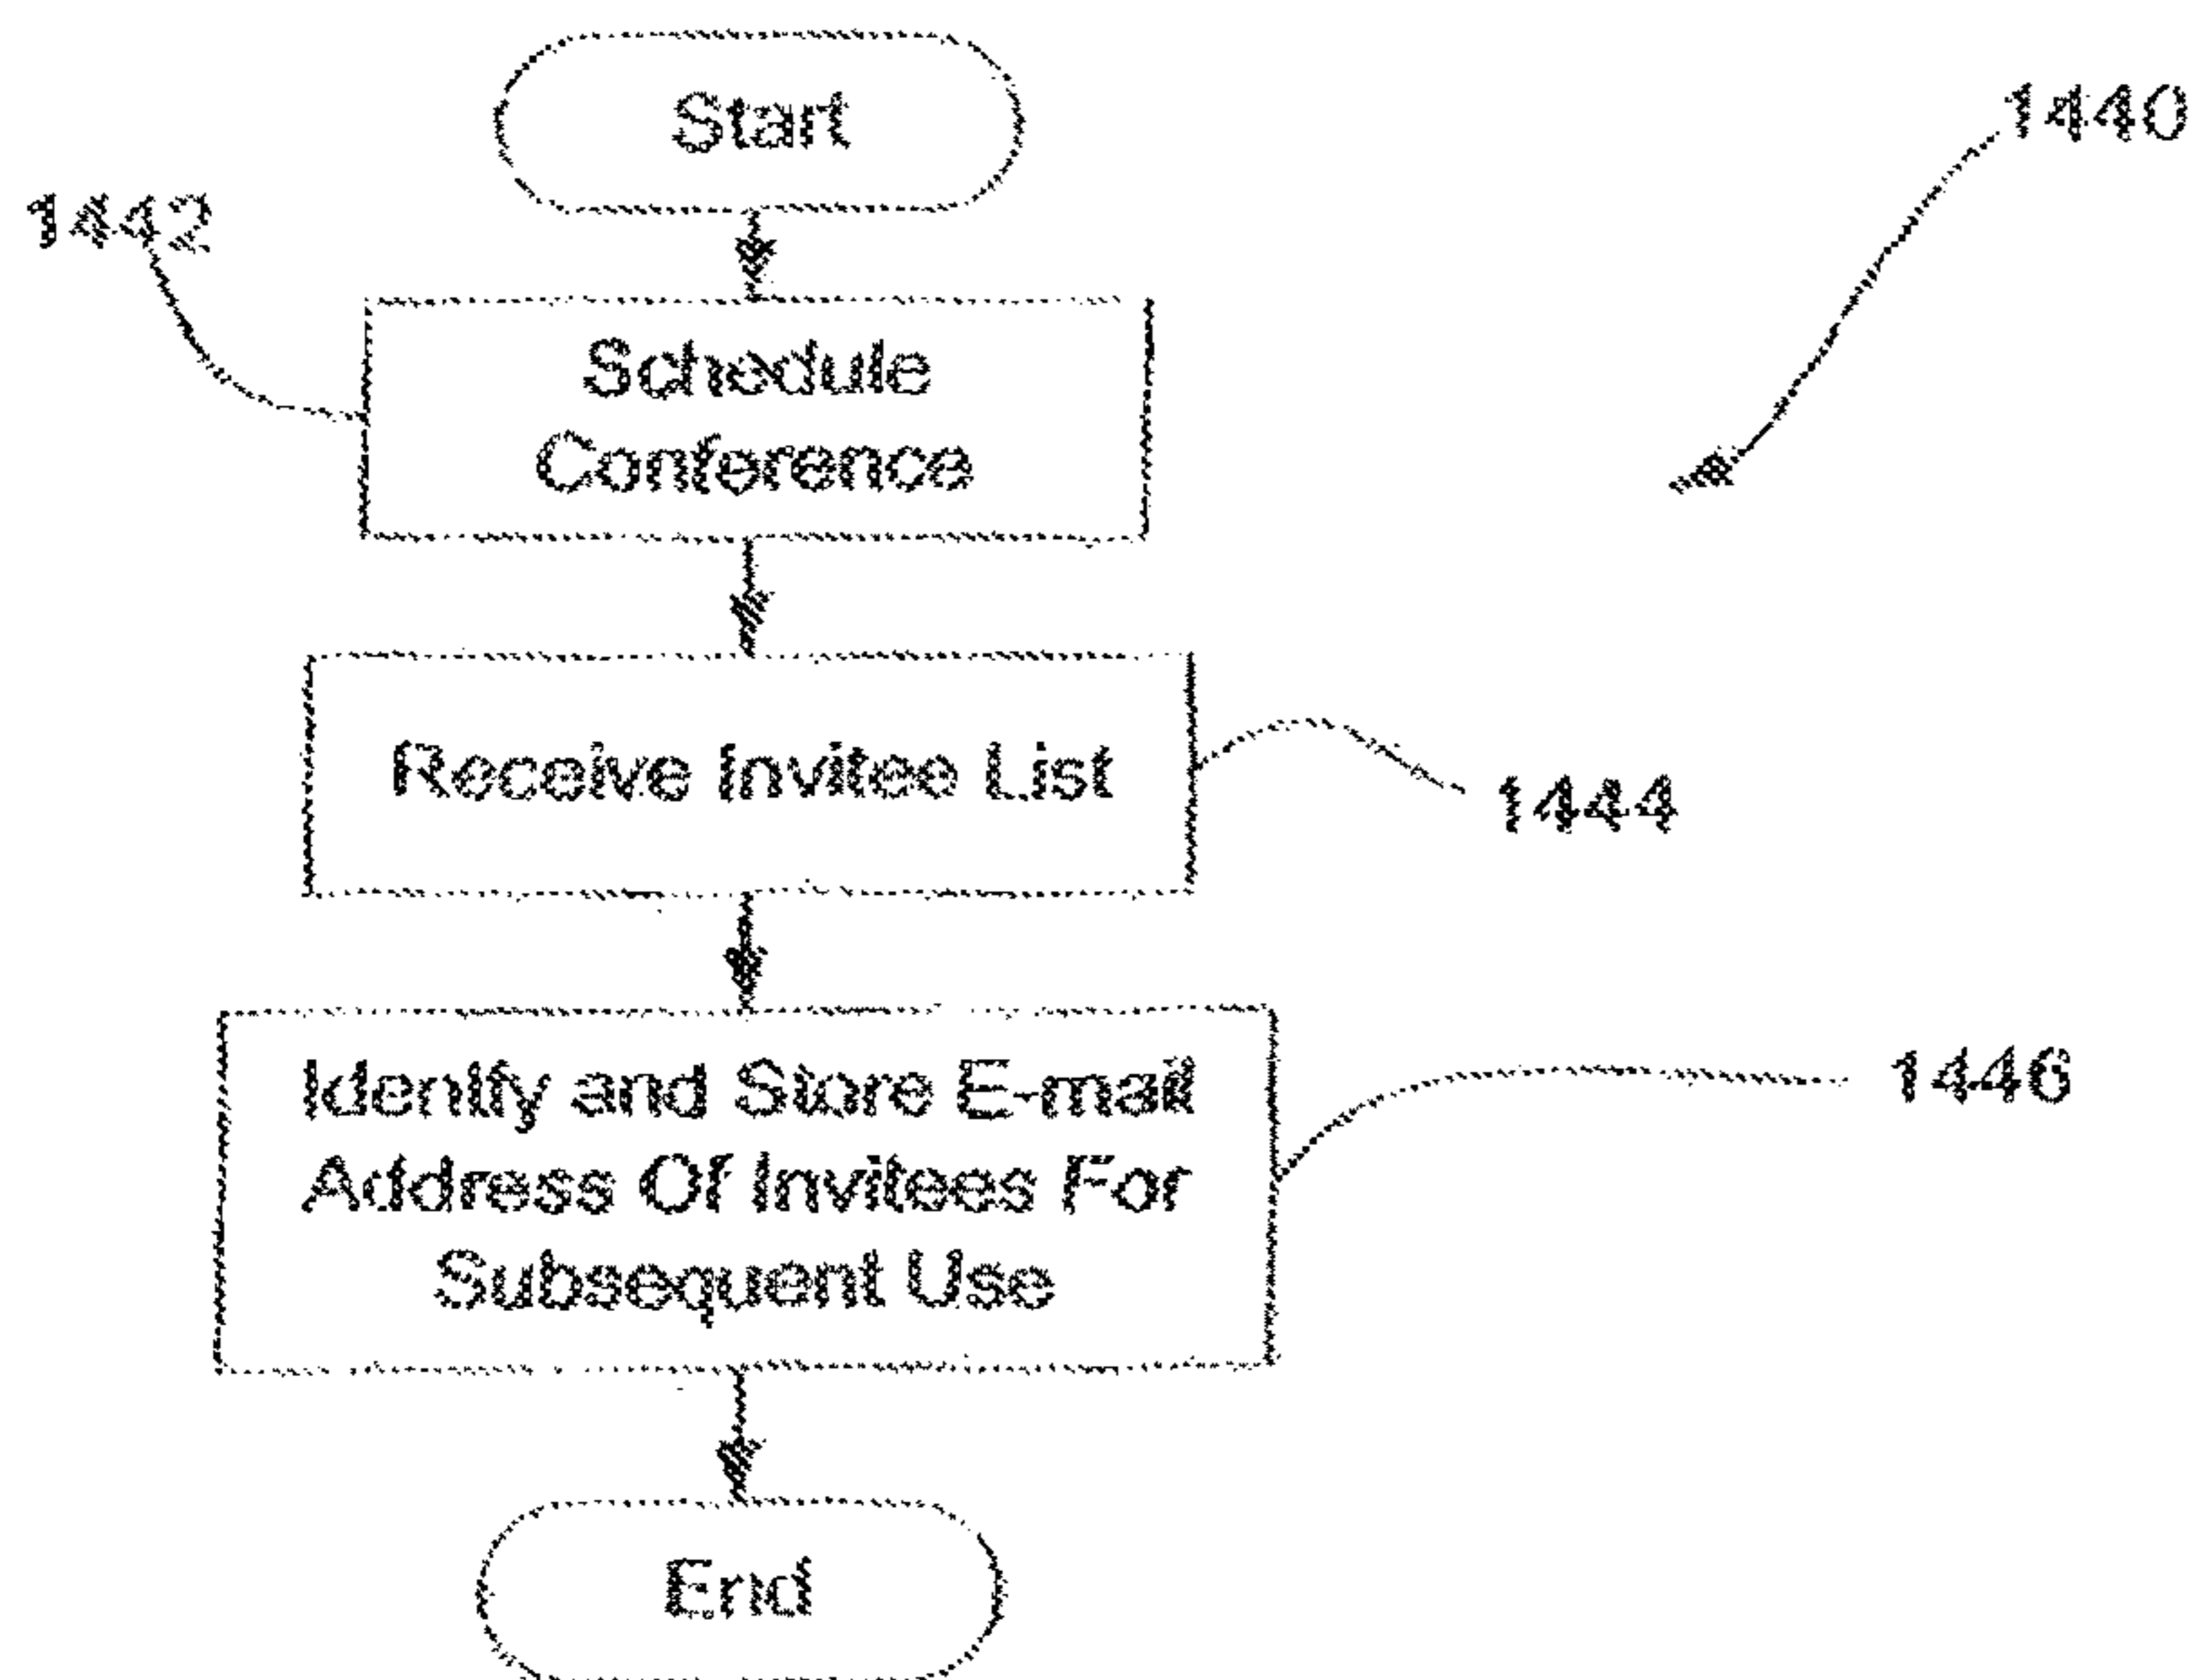 Start
1440
1442
Schedule
Conference
Receive Invitee List
1444
Identify and Store E-mail
Address Of Invitees For
Subsequent Use
1446
End